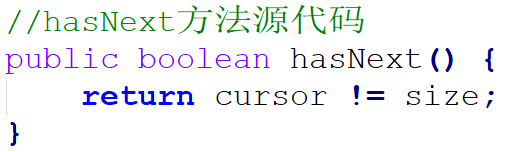 //hasNext方法源代码
public boolean hasNext() {
    return cursor != size;
}